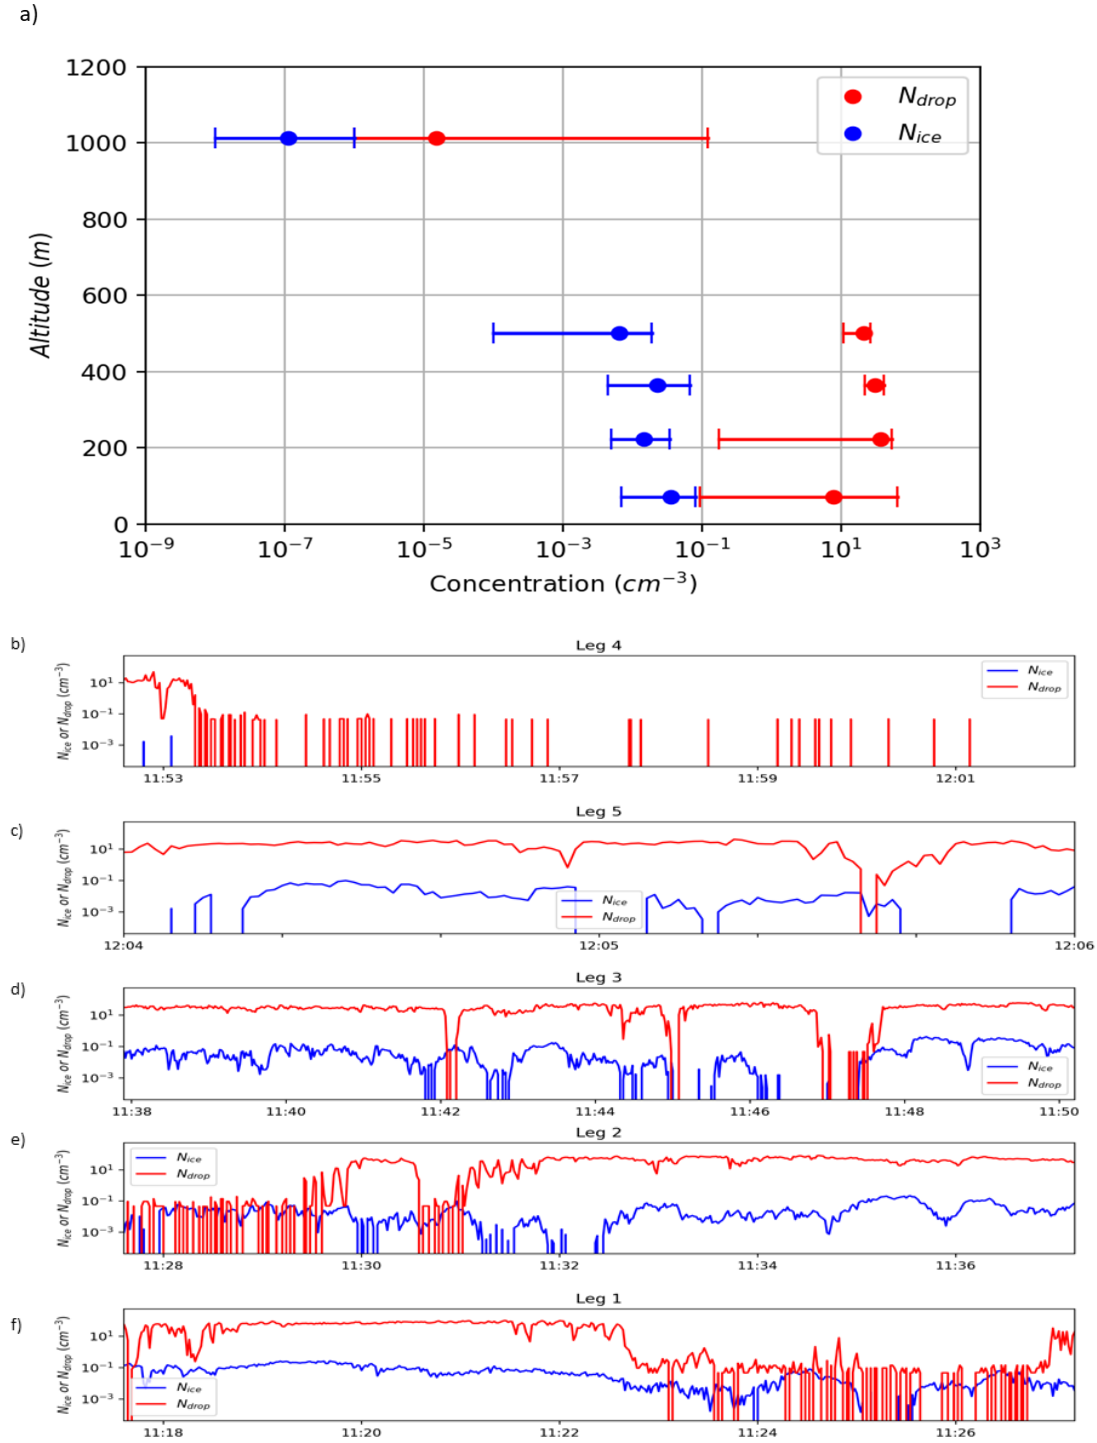 a)
1200
1000
800
600
400
200
0
Altitude (m)
N_drop
N_ice
10^-9 10^-7 10^-5 10^-3 10^-1 10^1 10^3
Concentration (cm^-3)
b)
Leg 4
N_ice or N_drop (cm^-3)
10^1
10^-1
10^-3
N_ice
N_drop
11:53 11:55 11:57 11:59 12:01
c)
Leg 5
N_ice or N_drop (cm^-3)
10^1
10^-1
10^-3
N_ice
N_drop
12:04 12:05 12:06
d)
Leg 3
N_ice or N_drop (cm^-3)
10^1
10^-1
10^-3
N_ice
N_drop
11:38 11:40 11:42 11:44 11:46 11:48 11:50
e)
Leg 2
N_ice or N_drop (cm^-3)
10^1
10^-1
10^-3
N_ice
N_drop
11:28 11:30 11:32 11:34 11:36
f)
Leg 1
N_ice or N_drop (cm^-3)
10^1
10^-1
10^-3
N_ice
N_drop
11:18 11:20 11:22 11:24 11:26